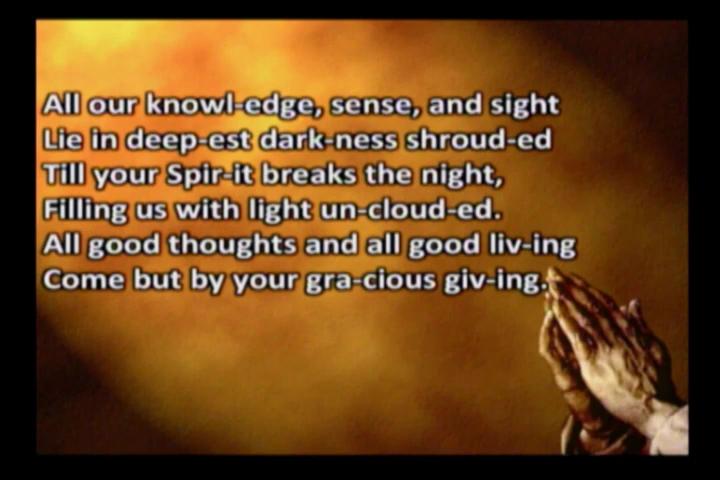 All our knowl-edge, sense, and sight
Lie in deep-est dark-ness shroud-ed
Till your Spir-it breaks the night,
Filling us with light un-cloud-ed.
All good thoughts and all good liv-ing
Come but by your gra-cious giv-ing.